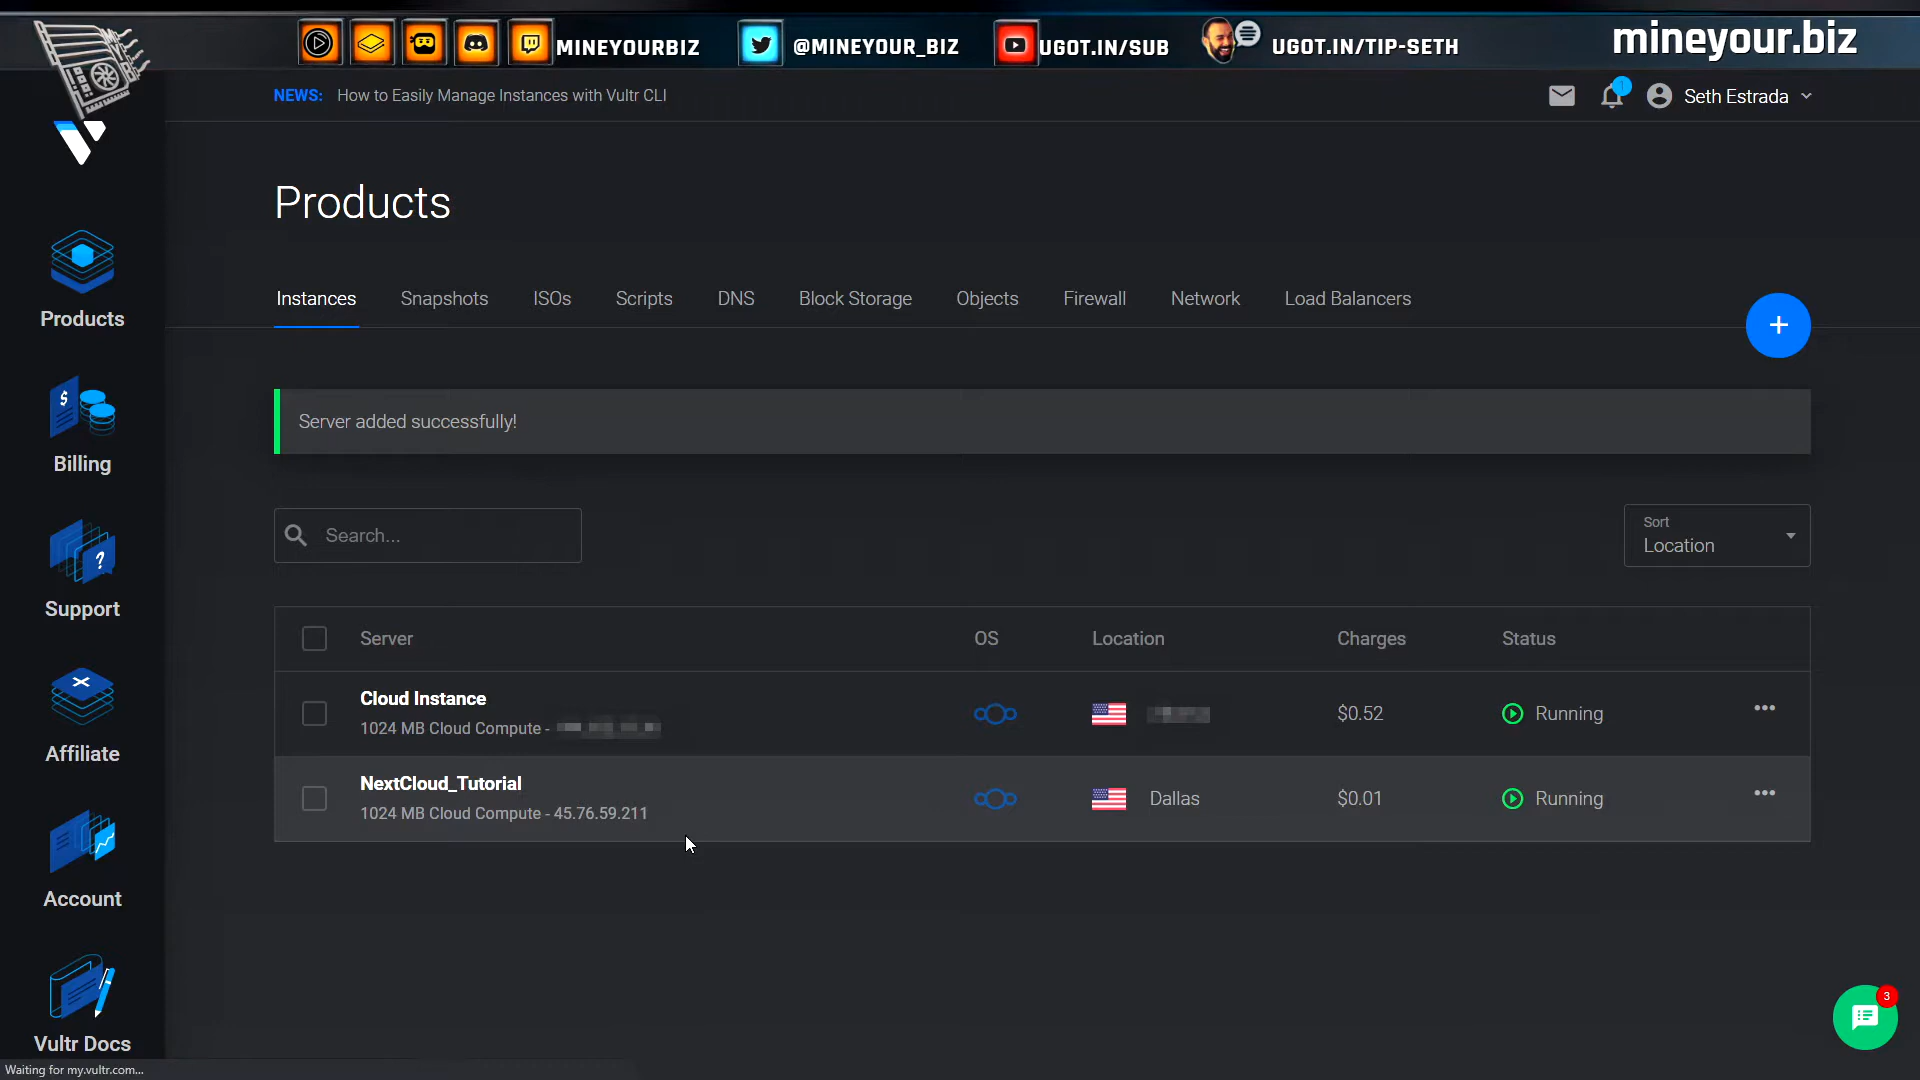 MINEYOURBIZ
@MINEYOUR_BIZ
UGOT.IN/SUB
UGOT.IN/TIP-SETH
mineyour.biz
NEWS: How to Easily Manage Instances with Vultr CLI
1
Seth Estrada
Products
Instances Snapshots ISOs Scripts DNS Block Storage Objects Firewall Network Load Balancers
+
Server added successfully!
Search...
Sort
Location
Server OS Location Charges Status
Cloud Instance
1024 MB Cloud Compute -
$0.52 Running
NextCloud_Tutorial
1024 MB Cloud Compute - 45.76.59.211
Dallas $0.01 Running
Products
Billing
Support
Affiliate
Account
Vultr Docs
3
Waiting for my.vultr.com...